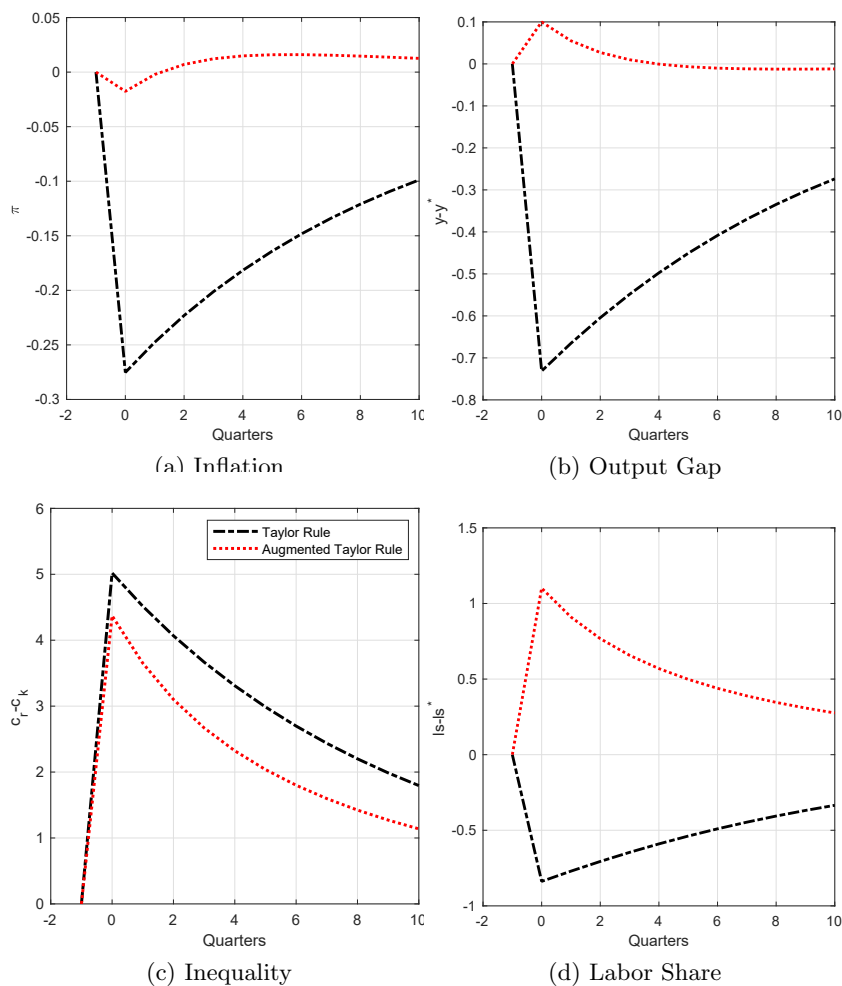 0.05
0
-0.05
-0.1
-0.15
-0.2
-0.25
-0.3
π
-2 0 2 4 6 8 10
Quarters
(a) Inflation
0.1
0
-0.1
-0.2
-0.3
-0.4
-0.5
-0.6
-0.7
-0.8
y-y*
-2 0 2 4 6 8 10
Quarters
(b) Output Gap
6
5
4
3
2
1
0
c_r-c_k
Taylor Rule
Augmented Taylor Rule
-2 0 2 4 6 8 10
Quarters
(c) Inequality
1.5
1
0.5
0
-0.5
-1
ls-ls*
-2 0 2 4 6 8 10
Quarters
(d) Labor Share